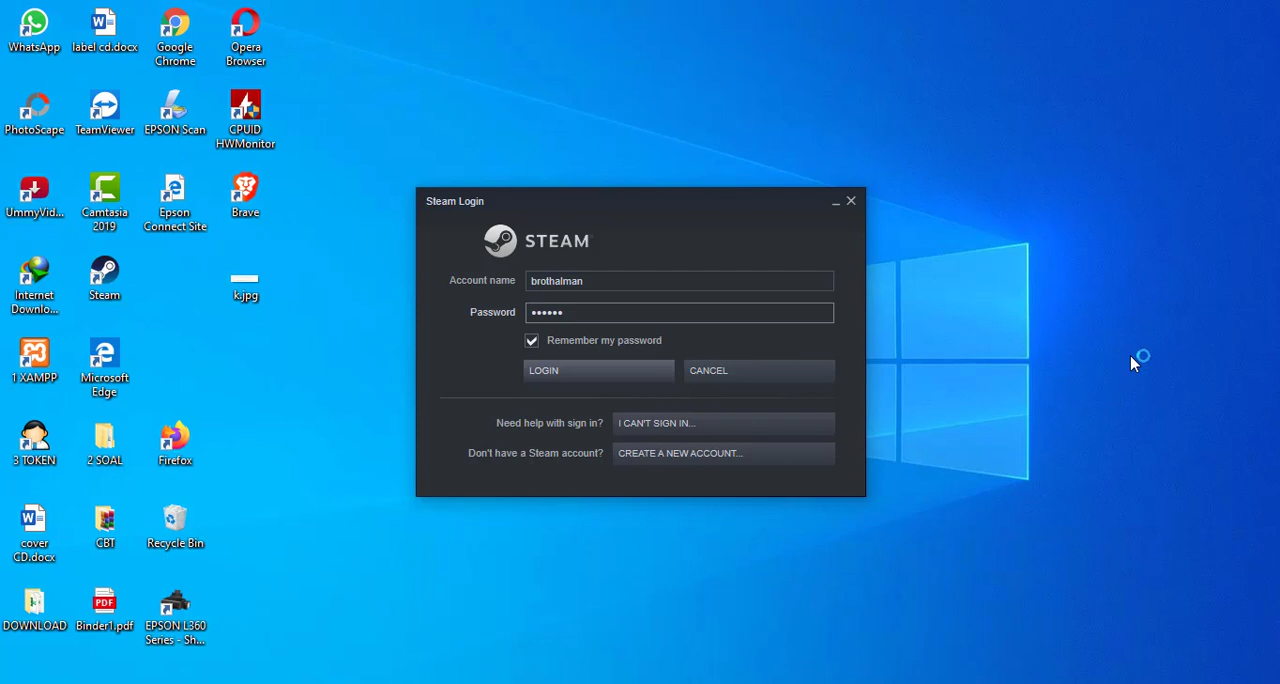 WhatsApp
label cd.docx
Google
Chrome
Opera
Browser
PhotoScape
TeamViewer
EPSON Scan
CPUID
HWMonitor
UmmyVid...
Camtasia
2019
Epson
Connect Site
Brave
Internet
Downlo...
Steam
k.jpg
1 XAMPP
Microsoft
Edge
3 TOKEN
2 SOAL
Firefox
cover
CD.docx
CBT
Recycle Bin
DOWNLOAD
Binder1.pdf
PDF
EPSON L360
Series - Sh...
Steam Login
STEAM
Account name brothalman
Password ••••••
Remember my password
LOGIN CANCEL
Need help with sign in? I CAN'T SIGN IN...
Don't have a Steam account? CREATE A NEW ACCOUNT...